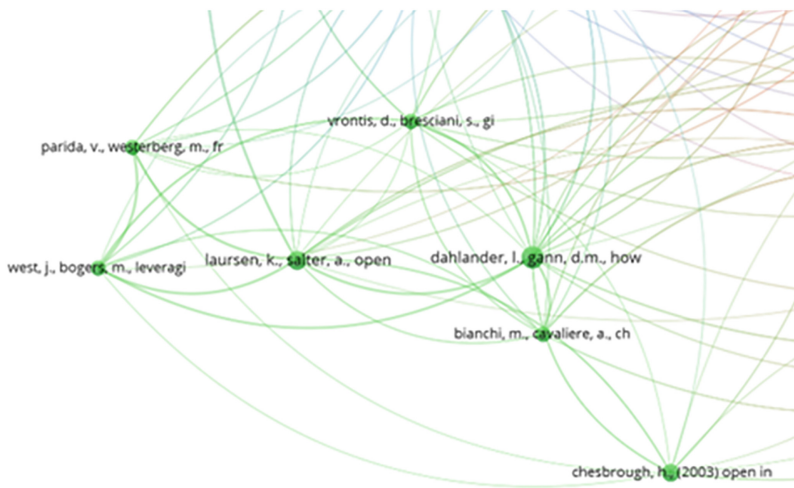 vrontis, d., bresciani, s., gi
parida, v., westerberg, m., fr
west, j., bogers, m., leveragi
laursen, k., salter, a., open
dahlander, l., gann, d.m., how
bianchi, m., cavaliere, a., ch
chesbrough, h., (2003) open in